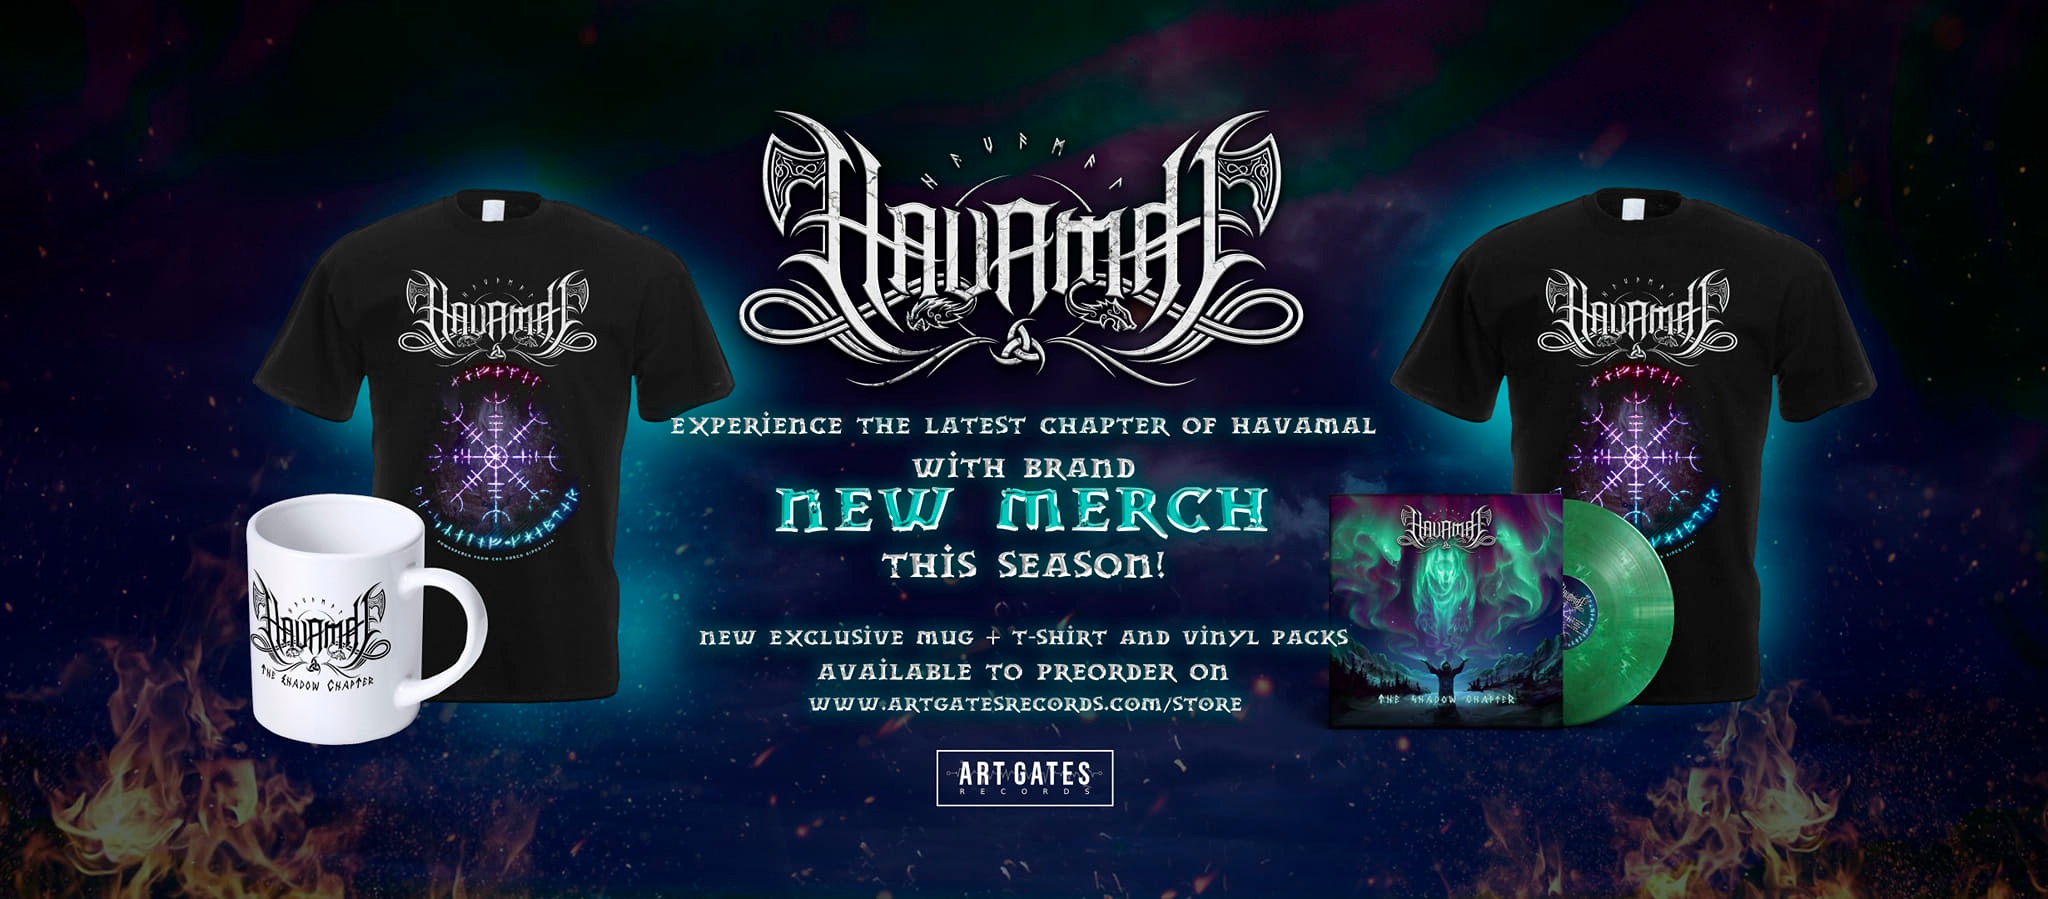 HAVAMAL
EXPERIENCE THE LATEST CHAPTER OF HAVAMAL
WITH BRAND
NEW MERCH
THIS SEASON!
NEW EXCLUSIVE MUG + T-SHIRT AND VINYL PACKS
AVAILABLE TO PREORDER ON
WWW.ARTGATESRECORDS.COM/STORE
ART GATES
RECORDS
HAVAMAL
HAVAMAL
THE SHADOW CHAPTER
HAVAMAL
HAVAMAL
THE SHADOW CHAPTER